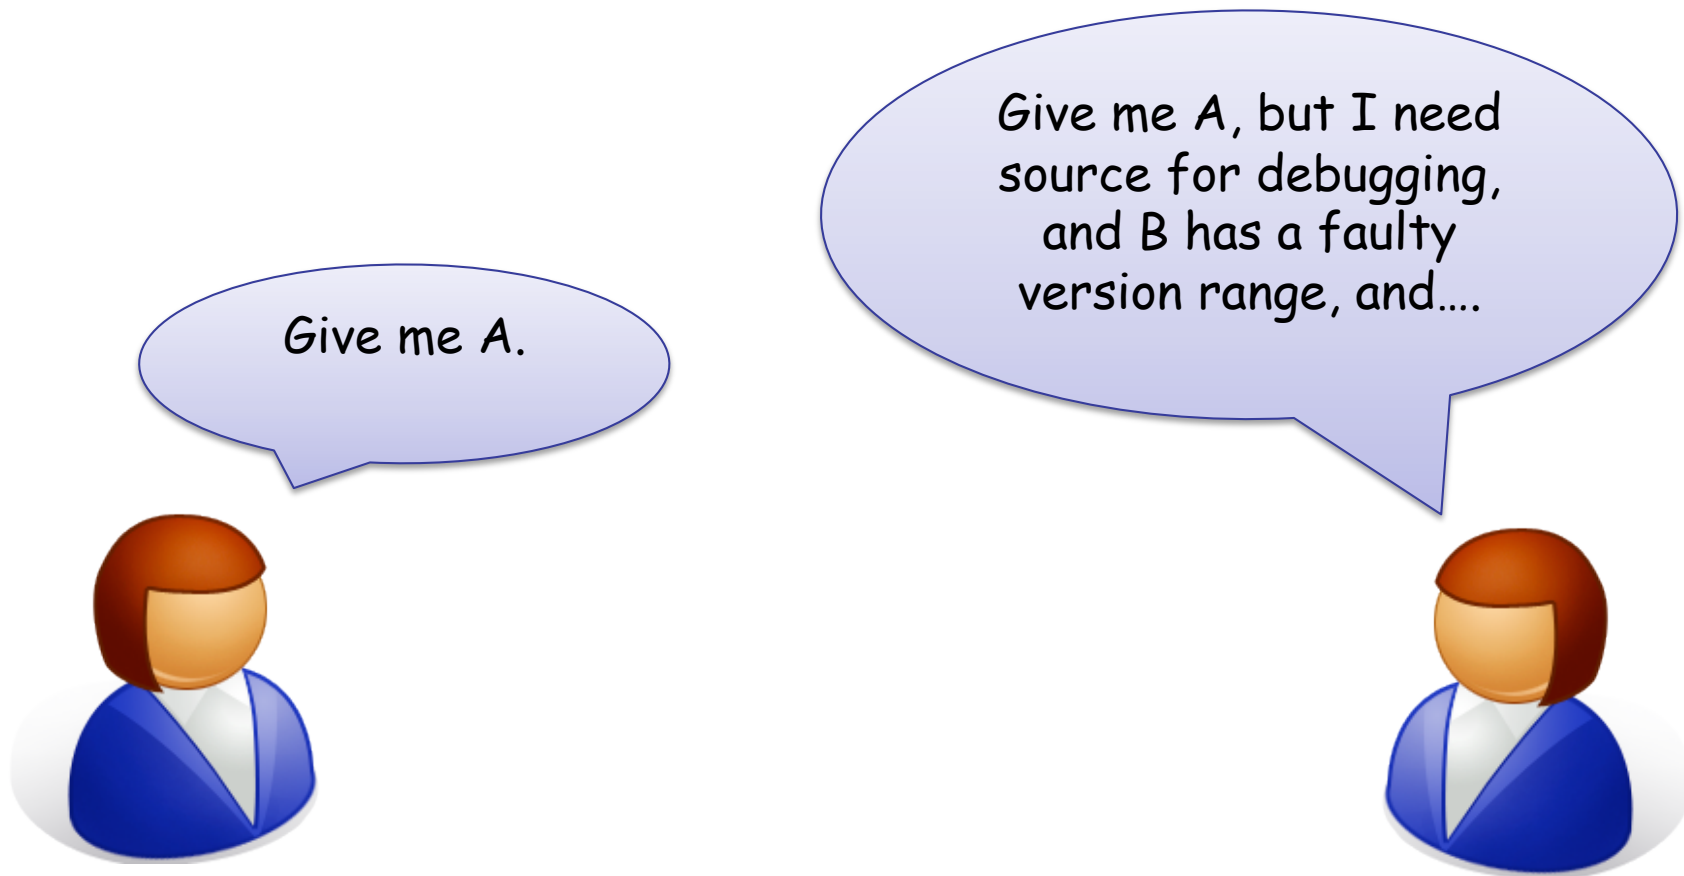 Give me A.
Give me A, but I need
source for debugging,
and B has a faulty
version range, and....